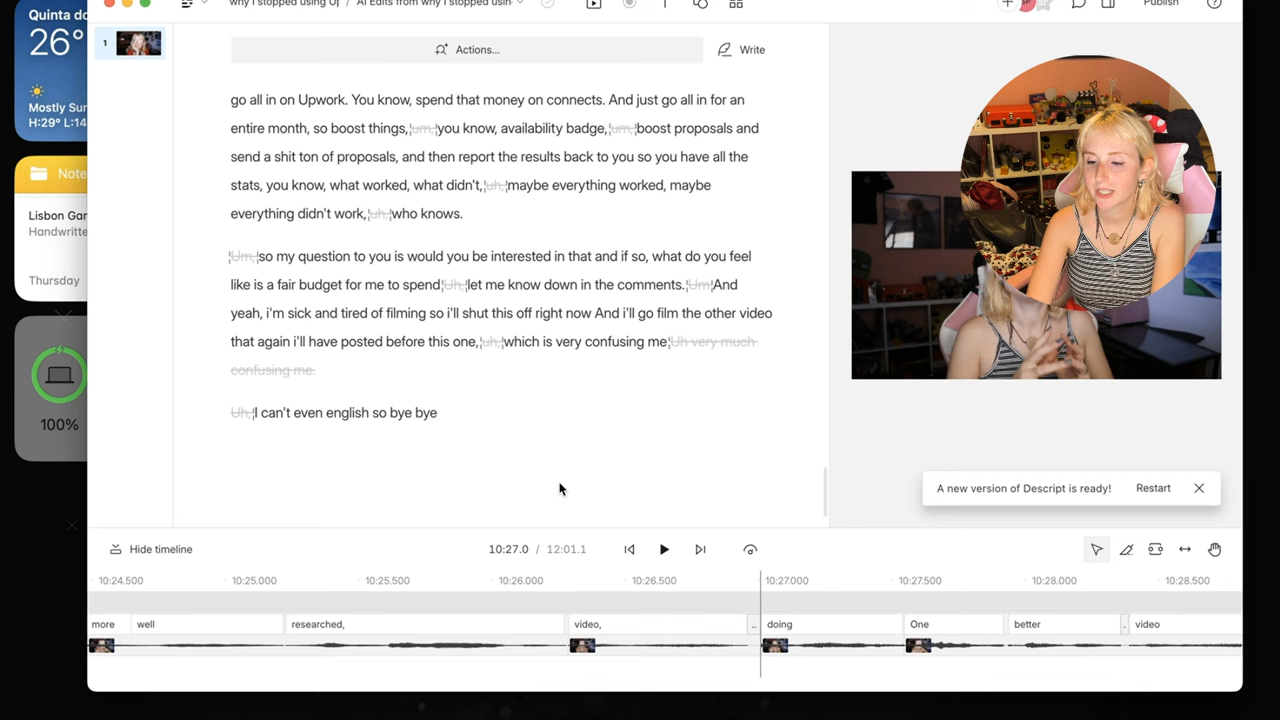 why I stopped using Up / AI Edits from why I stopped usin
Publish
Quinta do
26°
Mostly Sun
H:29° L:14
Note
Lisbon Gar
Handwritte
Thursday
100%
1
Actions...
Write
go all in on Upwork. You know, spend that money on connects. And just go all in for an
entire month, so boost things, um, you know, availability badge, um, boost proposals and
send a shit ton of proposals, and then report the results back to you so you have all the
stats, you know, what worked, what didn't, uh, maybe everything worked, maybe
everything didn't work, uh, who knows.
Um, so my question to you is would you be interested in that and if so, what do you feel
like is a fair budget for me to spend Uh, let me know down in the comments. Um And
yeah, i'm sick and tired of filming so i'll shut this off right now And i'll go film the other video
that again i'll have posted before this one, uh, which is very confusing me Uh very much
confusing me.
Uh, I can't even english so bye bye
A new version of Descript is ready! Restart
Hide timeline
10:27.0 / 12:01.1
10:24.500 10:25.000 10:25.500 10:26.000 10:26.500 10:27.000 10:27.500 10:28.000 10:28.500
more well researched, video, .. doing One better . video